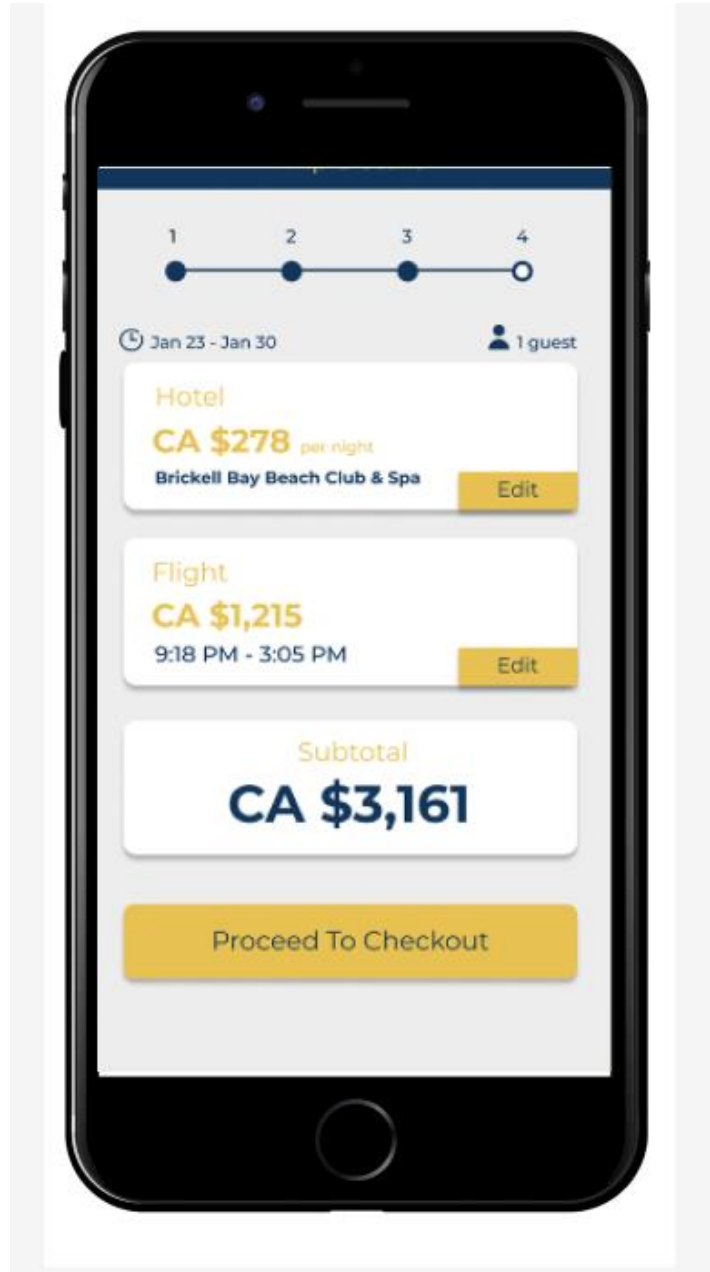 1 2 3 4
Jan 23 - Jan 30 1 guest
Hotel
CA $278 per night
Brickell Bay Beach Club & Spa
Edit
Flight
CA $1,215
9:18 PM - 3:05 PM
Edit
Subtotal
CA $3,161
Proceed To Checkout